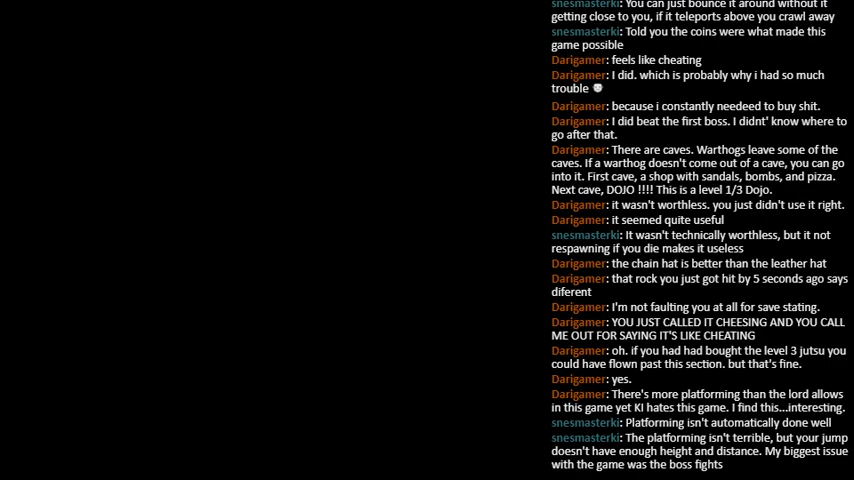 snesmasterki: You can just bounce it around without it
getting close to you, if it teleports above you crawl away
snesmasterki: Told you the coins were what made this
game possible
Darigamer: feels like cheating
Darigamer: I did. which is probably why i had so much
trouble
Darigamer: because i constantly needeed to buy shit.
Darigamer: I did beat the first boss. I didnt' know where to
go after that.
Darigamer: There are caves. Warthogs leave some of the
caves. If a warthog doesn't come out of a cave, you can go
into it. First cave, a shop with sandals, bombs, and pizza.
Next cave, DOJO !!!! This is a level 1/3 Dojo.
Darigamer: it wasn't worthless. you just didn't use it right.
Darigamer: it seemed quite useful
snesmasterki: It wasn't technically worthless, but it not
respawning if you die makes it useless
Darigamer: the chain hat is better than the leather hat
Darigamer: that rock you just got hit by 5 seconds ago says
diferent
Darigamer: I'm not faulting you at all for save stating.
Darigamer: YOU JUST CALLED IT CHEESING AND YOU CALL
ME OUT FOR SAYING IT'S LIKE CHEATING
Darigamer: oh. if you had had bought the level 3 jutsu you
could have flown past this section. but that's fine.
Darigamer: yes.
Darigamer: There's more platforming than the lord allows
in this game yet KI hates this game. I find this...interesting.
snesmasterki: Platforming isn't automatically done well
snesmasterki: The platforming isn't terrible, but your jump
doesn't have enough height and distance. My biggest issue
with the game was the boss fights